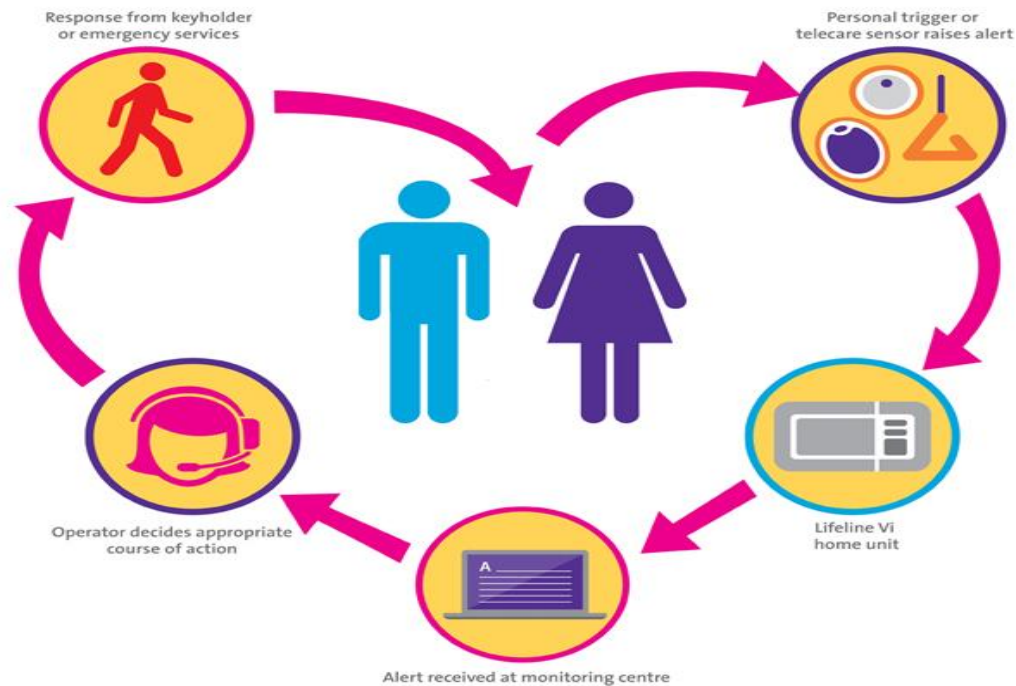 Response from keyholder
or emergency services
Personal trigger or
telecare sensor raises alert
Lifeline Vi
home unit
A
Alert received at monitoring centre
Operator decides appropriate
course of action